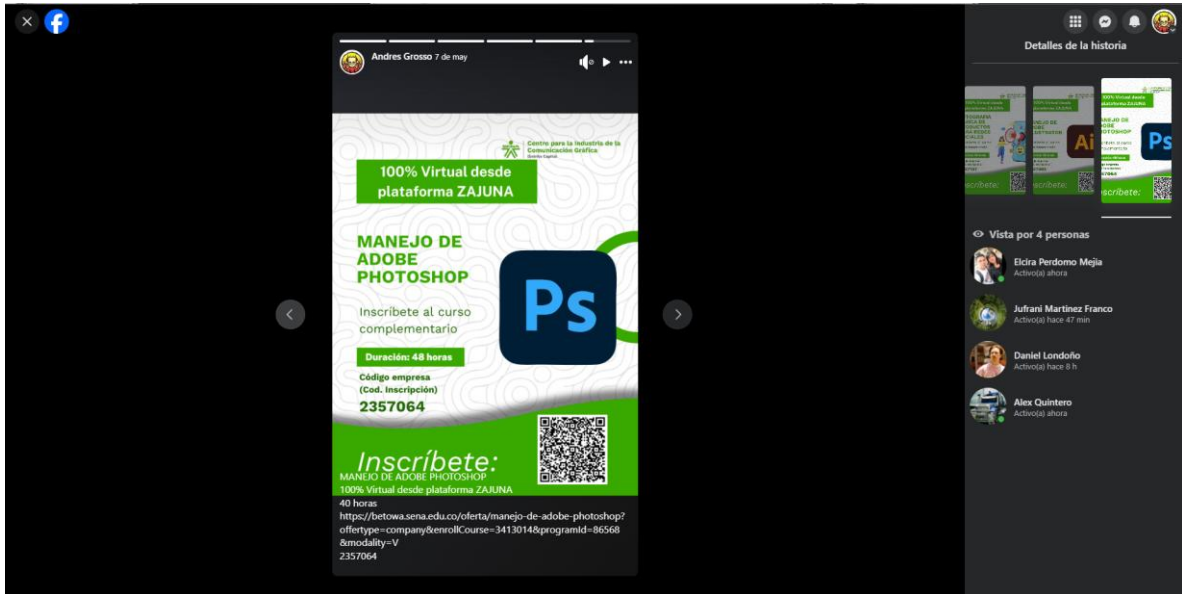 Andres Grosso 7 de may
Centro para la Industria de la
Comunicación Gráfica
100% Virtual desde
plataforma ZAJUNA
MANEJO DE
ADOBE
PHOTOSHOP
Ps
Inscríbete al curso
complementario
Duración: 48 horas
Código empresa
(Cod. Inscripción)
2357064
Inscríbete:
MANEJO DE ADOBE PHOTOSHOP
100% Virtual desde plataforma ZAJUNA
40 horas
https://betowa.sena.edu.co/oferta/manejo-de-adobe-photoshop?
offertype=company&enrollCourse=3413014&programId=86568
&modality=V
2357064
Detalles de la historia
Ai
Ps
Vista por 4 personas
Elcira Perdomo Mejia
Activo(a) ahora
Jufrani Martinez Franco
Activo(a) hace 47 min
Daniel Londoño
Activo(a) hace 8 h
Alex Quintero
Activo(a) ahora